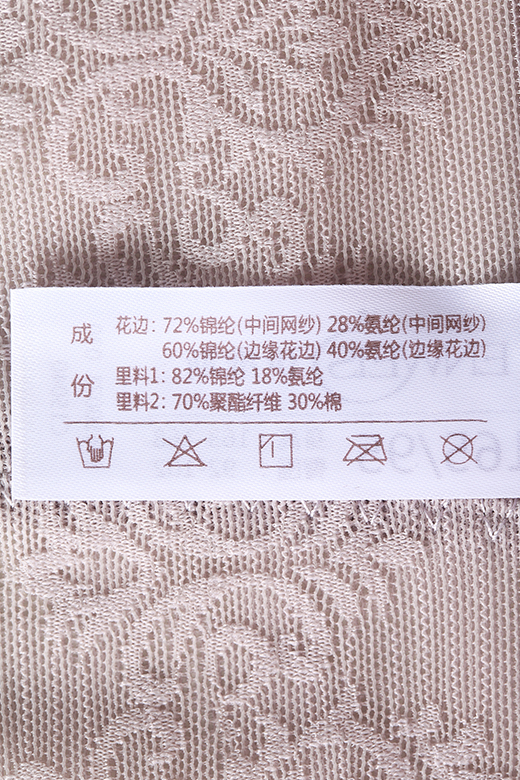 成份
花边: 72%锦纶(中间网纱) 28%氨纶(中间网纱)
60%锦纶(边缘花边) 40%氨纶(边缘花边)
里料1: 82%锦纶 18%氨纶
里料2: 70%聚酯纤维 30%棉